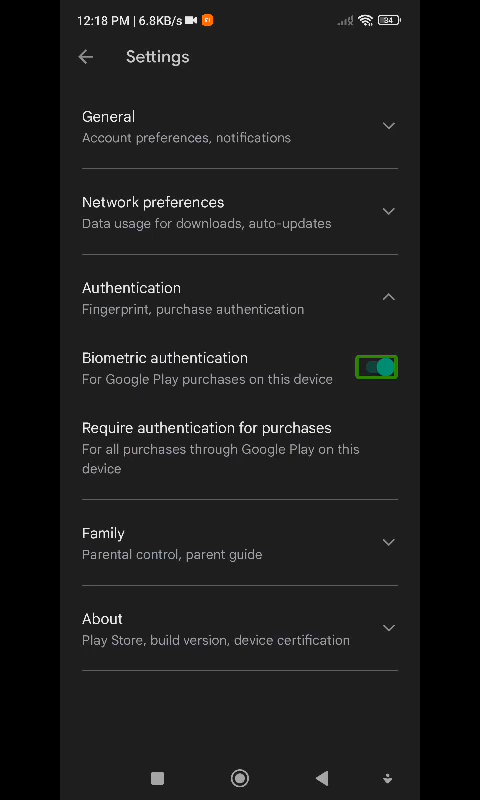 12:18 PM | 6.8KB/s 84
Settings
General
Account preferences, notifications
Network preferences
Data usage for downloads, auto-updates
Authentication
Fingerprint, purchase authentication
Biometric authentication
For Google Play purchases on this device
Require authentication for purchases
For all purchases through Google Play on this
device
Family
Parental control, parent guide
About
Play Store, build version, device certification